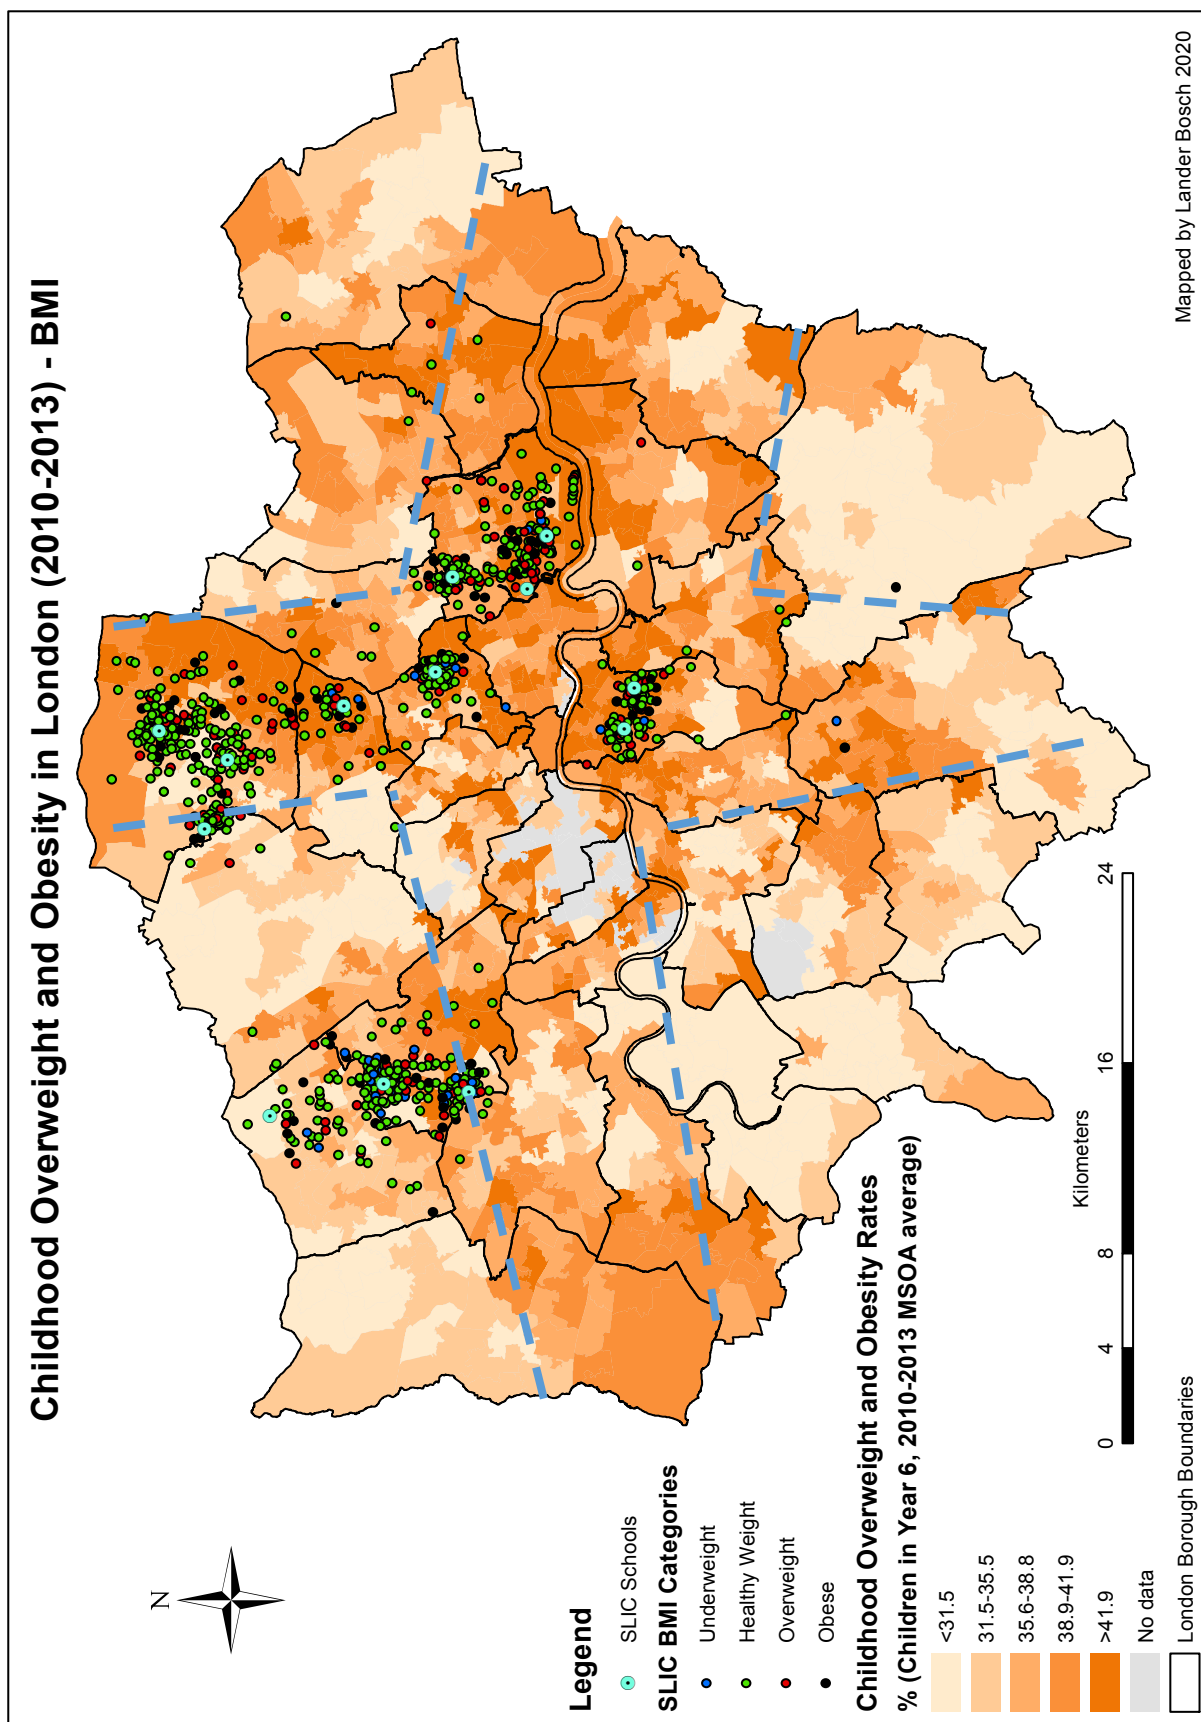 Childhood Overweight and Obesity in London (2010-2013) - BMI
N
Legend
SLIC Schools
SLIC BMI Categories
Underweight
Healthy Weight
Overweight
Obese
Childhood Overweight and Obesity Rates
% (Children in Year 6, 2010-2013 MSOA average)
<31.5
31.5-35.5
35.6-38.8
38.9-41.9
>41.9
No data
London Borough Boundaries
0 4 8 16 24
Kilometers
Mapped by Lander Bosch 2020